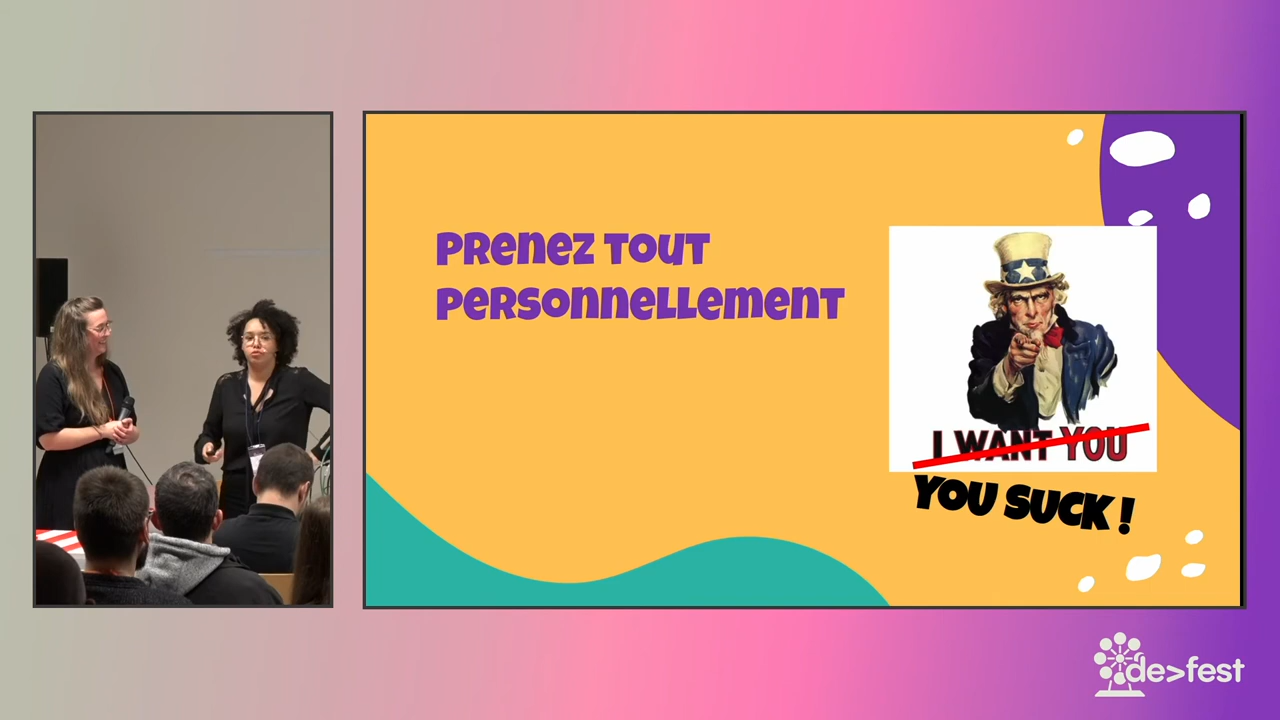 Prenez tout
personnellement
I WANT YOU
YOU SUCK !
de>fest